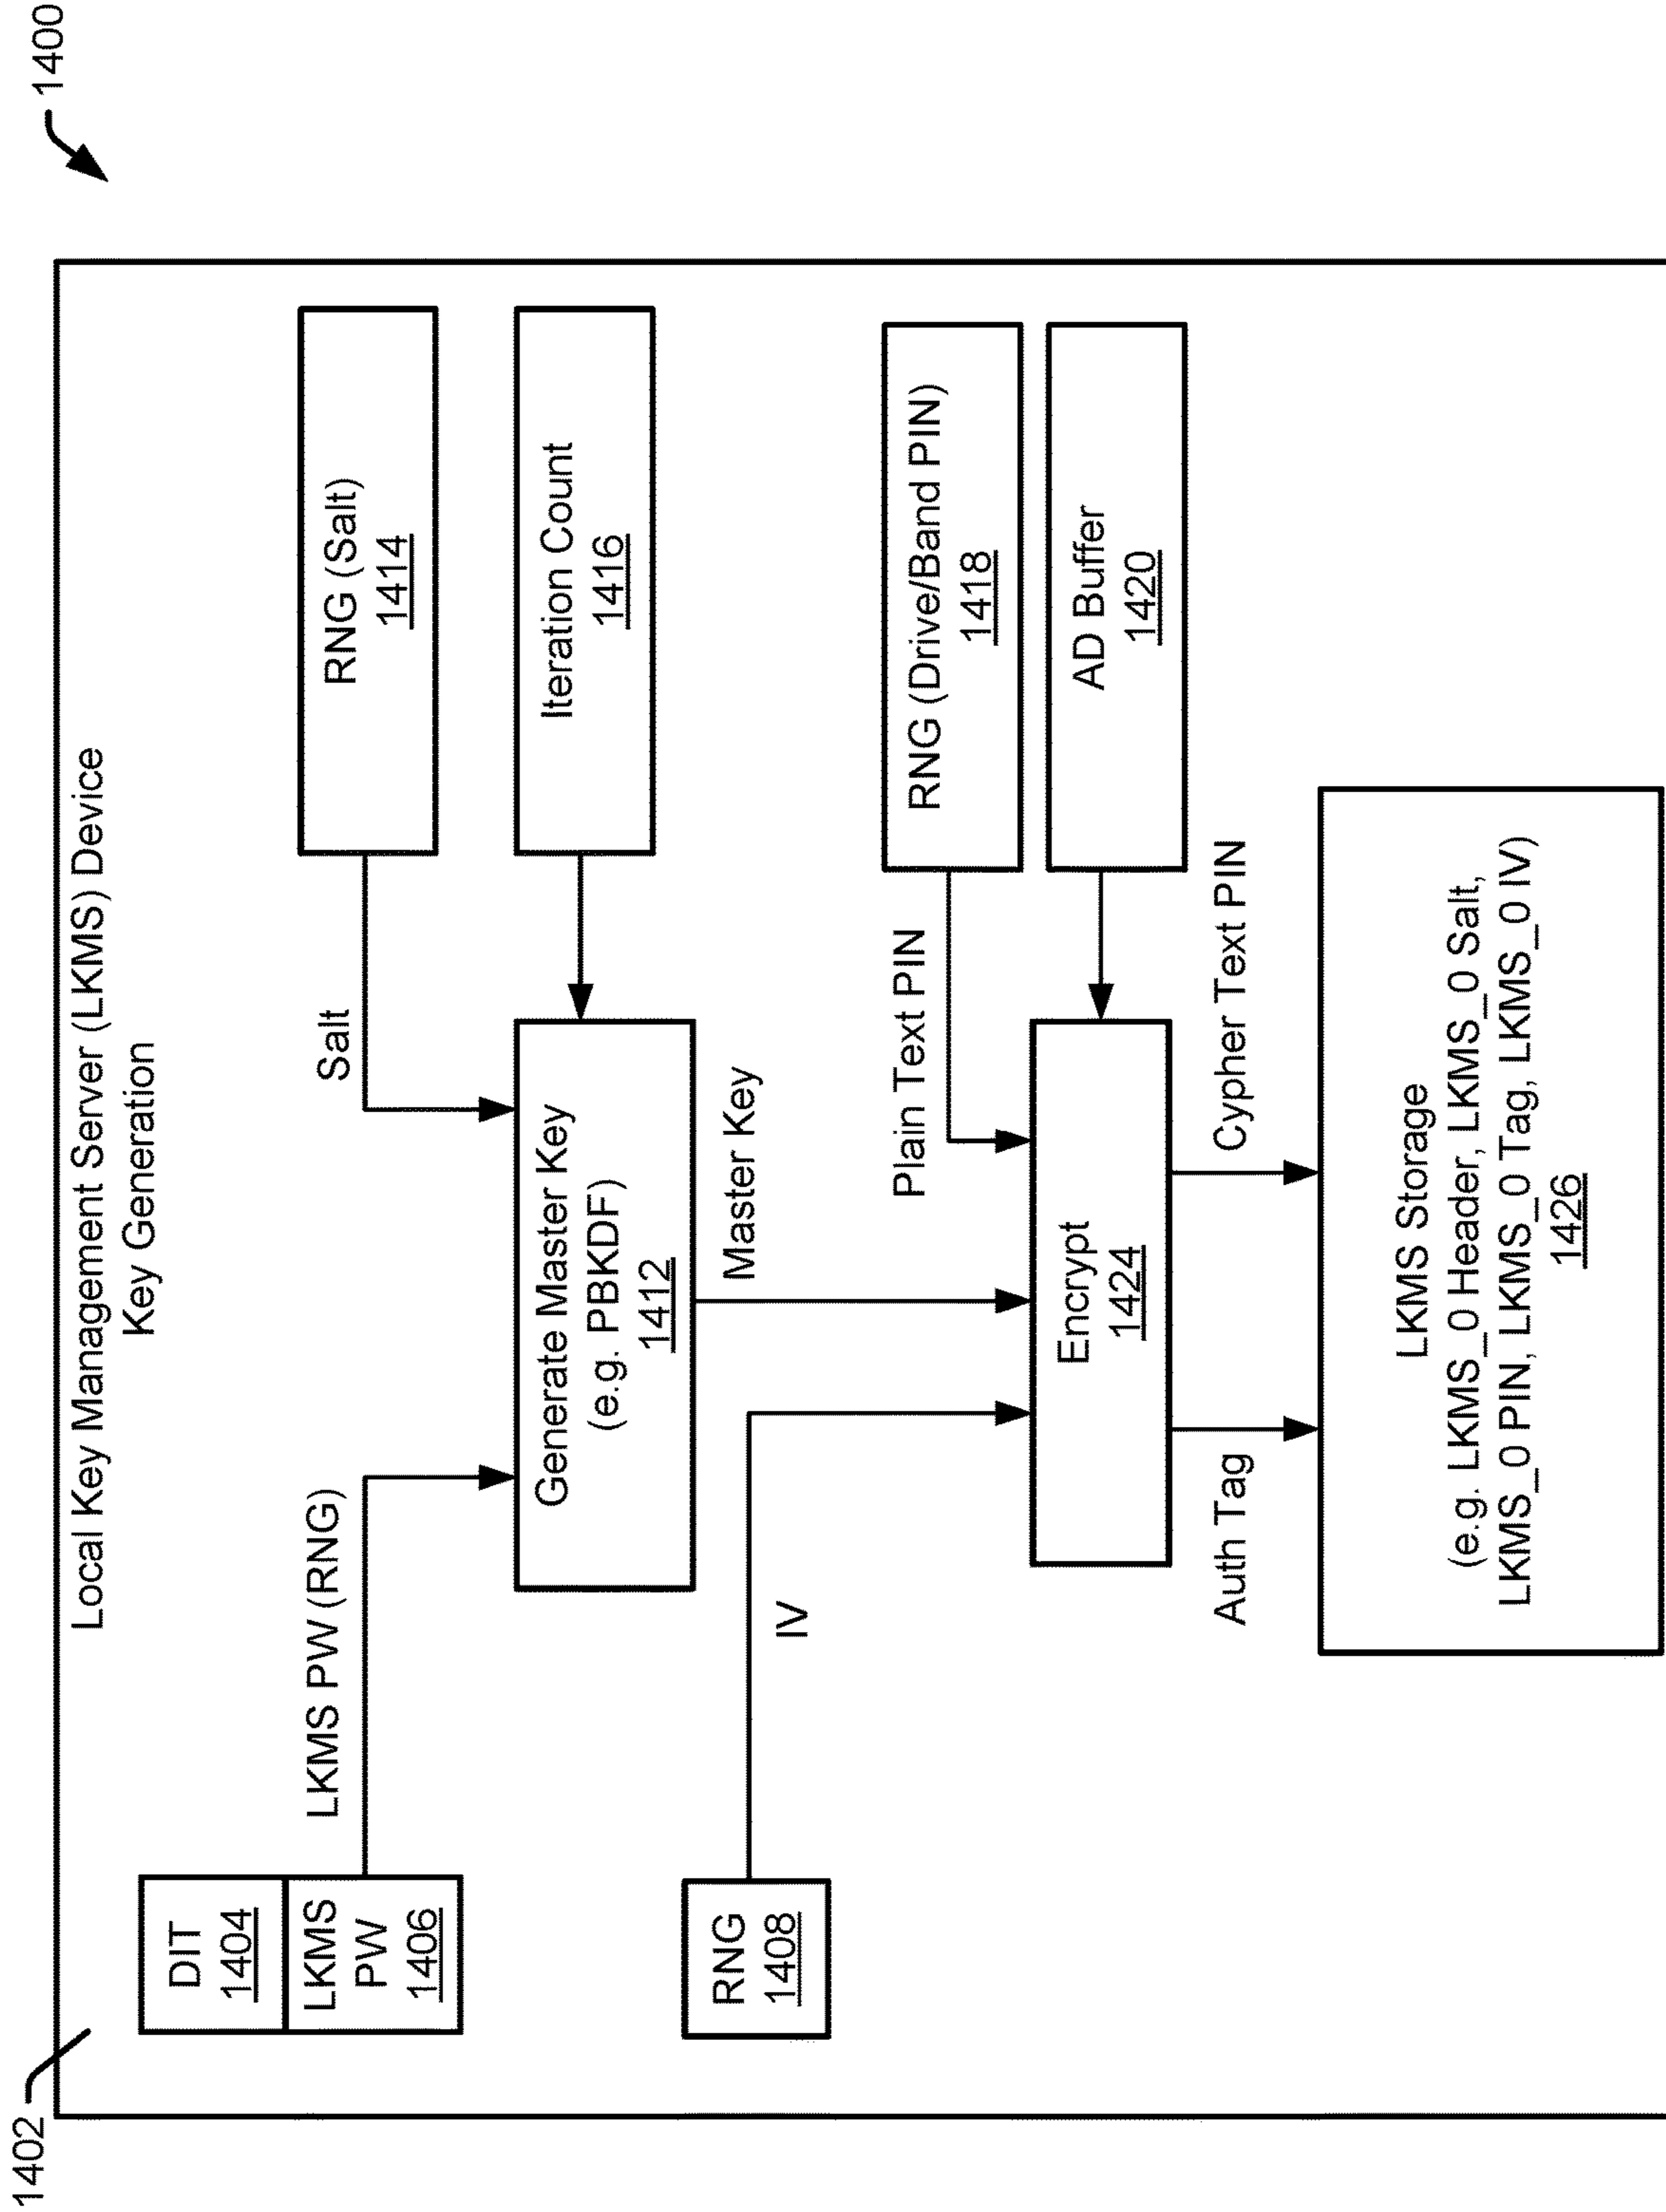 1400
1402
Local Key Management Server (LKMS) Device
Key Generation
DIT
1404
LKMS
PW
1406
LKMS PW (RNG)
Salt
RNG (Salt)
1414
Iteration Count
1416
Generate Master Key
(e.g. PBKDF)
1412
Master Key
RNG
1408
IV
Plain Text PIN
RNG (Drive/Band PIN)
1418
AD Buffer
1420
Encrypt
1424
Auth Tag
Cypher Text PIN
LKMS Storage
(e.g. LKMS_0 Header, LKMS_0 Salt,
LKMS_0 PIN, LKMS_0 Tag, LKMS_0 IV)
1426